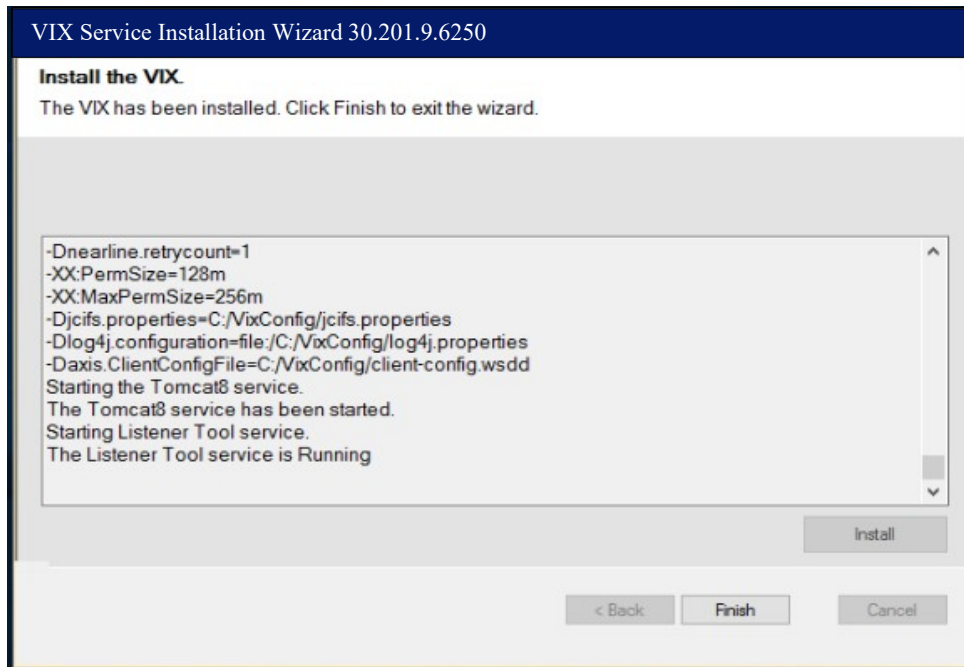 VIX Service Installation Wizard 30.201.9.6250
Install the VIX.
The VIX has been installed. Click Finish to exit the wizard.
-Dnearline.retrycount=1
-XX:PermSize=128m
-XX:MaxPermSize=256m
-Djcifs.properties=C:/VixConfig/jcifs.properties
-Dlog4j.configuration=file:/C:/VixConfig/log4j.properties
-Daxis.ClientConfigFile=C:/VixConfig/client-config.wsdd
Starting the Tomcat8 service.
The Tomcat8 service has been started.
Starting Listener Tool service.
The Listener Tool service is Running
Install
< Back
Finish
Cancel